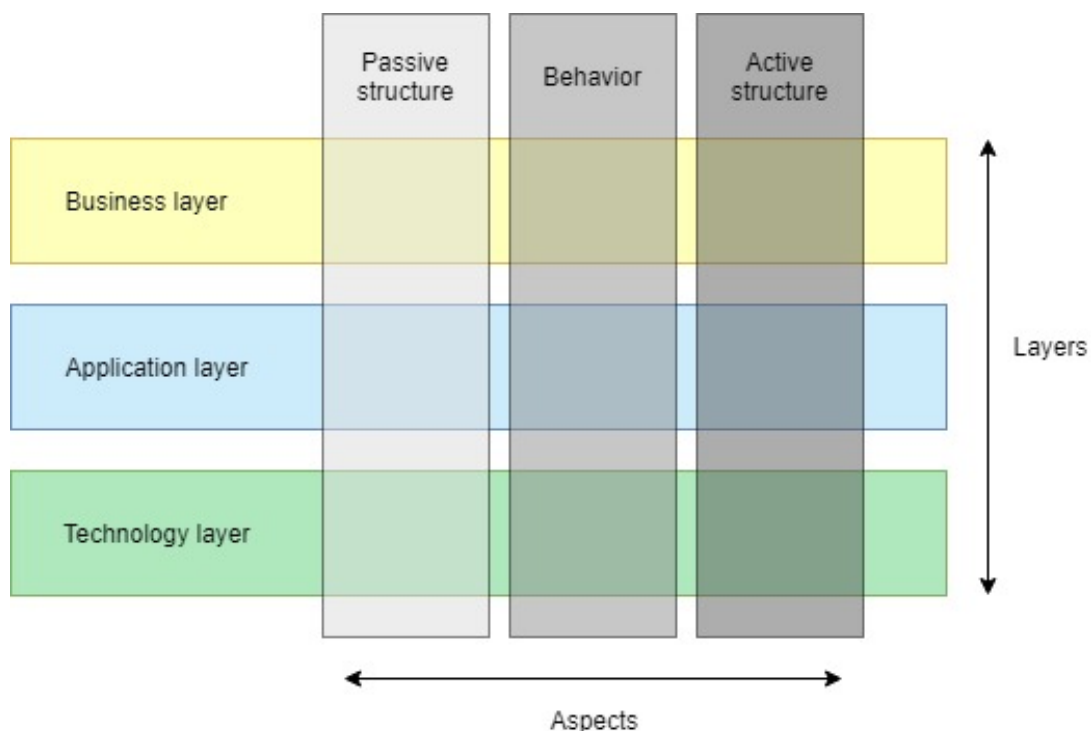 Passive
structure
Behavior
Active
structure
Business layer
Application layer
Layers
Technology layer
Aspects